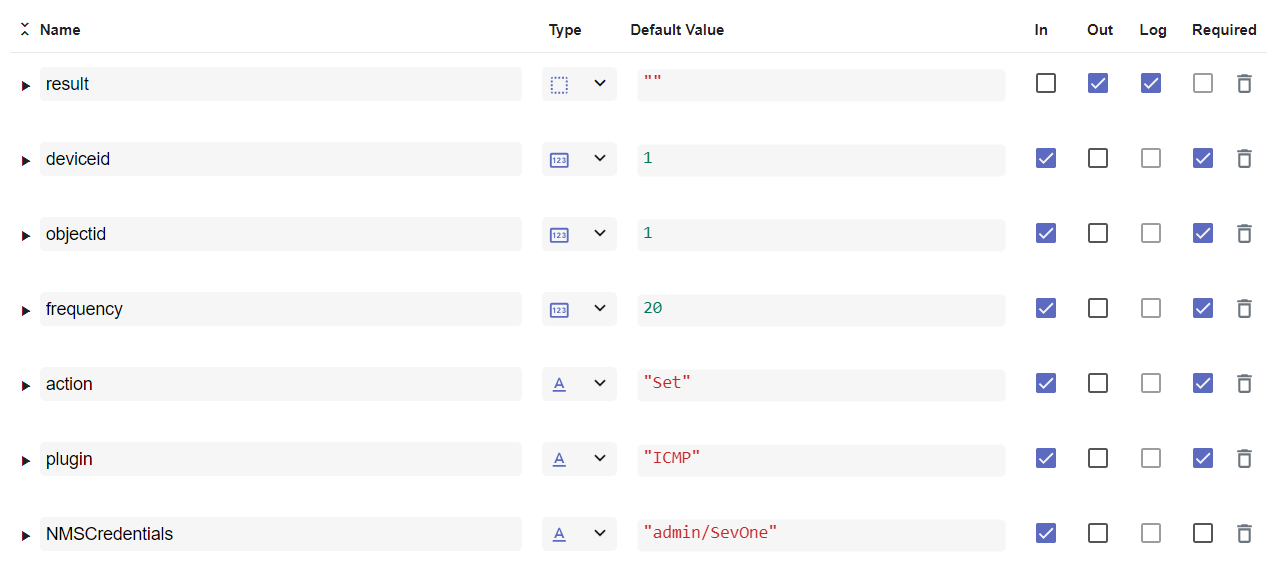 Name Type Default Value In Out Log Required
result ""
deviceid 123 1
objectid 123 1
frequency 123 20
action A "Set"
plugin A "ICMP"
NMSCredentials A "admin/SevOne"